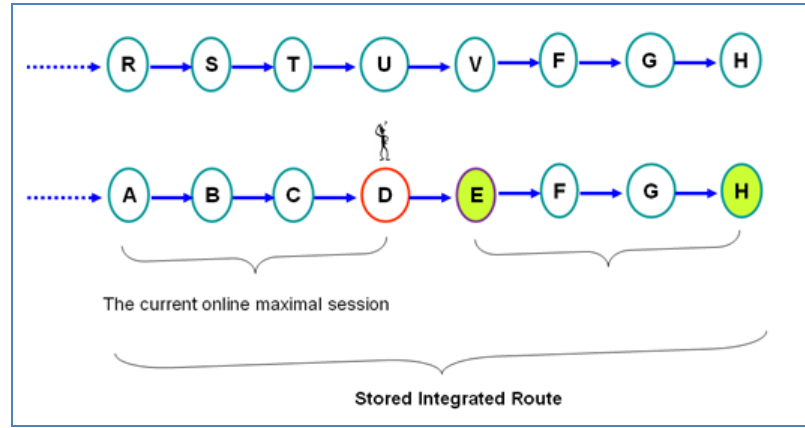 R S T U V F G H
A B C D E F G H
The current online maximal session
Stored Integrated Route